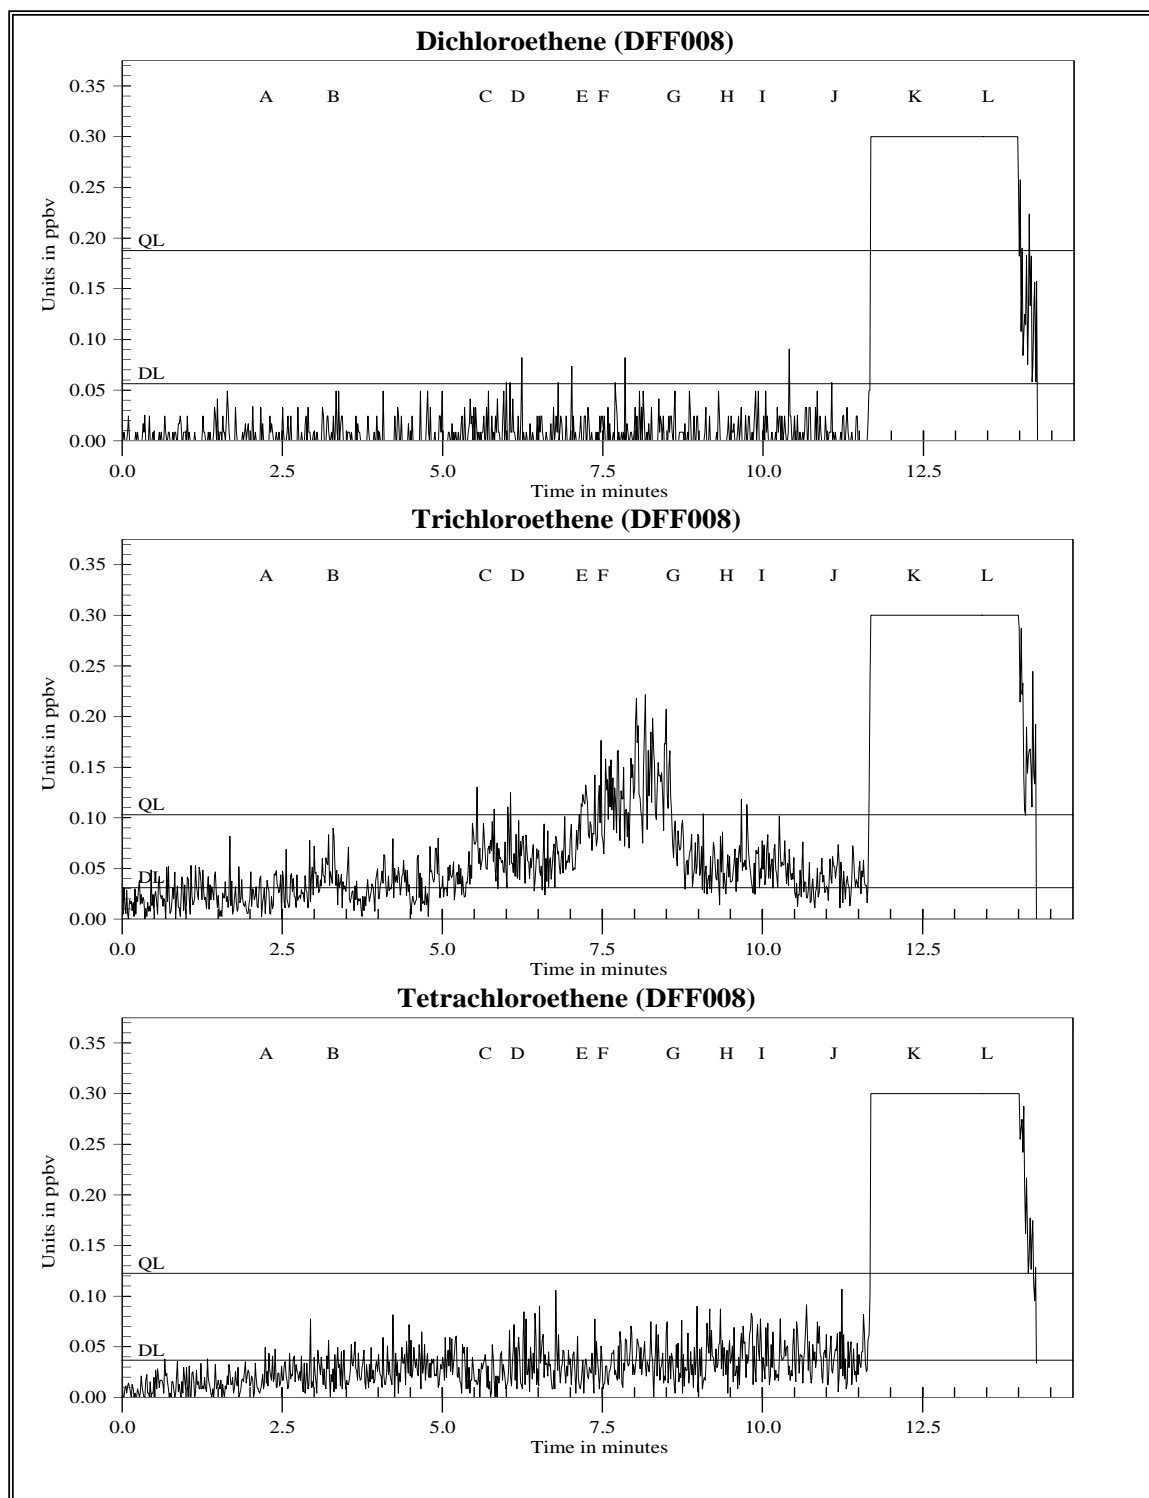 Dichloroethene (DFF008)
0.35
A B C D E F G H I J K L
0.30
0.25
Units in ppbv
0.20
QL
0.15
0.10
DL
0.05
0.00
0.0 2.5 5.0 7.5 10.0 12.5
Time in minutes
Trichloroethene (DFF008)
0.35
A B C D E F G H I J K L
0.30
0.25
Units in ppbv
0.20
0.15
QL
0.10
0.05
DL
0.00
0.0 2.5 5.0 7.5 10.0 12.5
Time in minutes
Tetrachloroethene (DFF008)
0.35
A B C D E F G H I J K L
0.30
0.25
Units in ppbv
0.20
0.15
QL
0.10
0.05
DL
0.00
0.0 2.5 5.0 7.5 10.0 12.5
Time in minutes